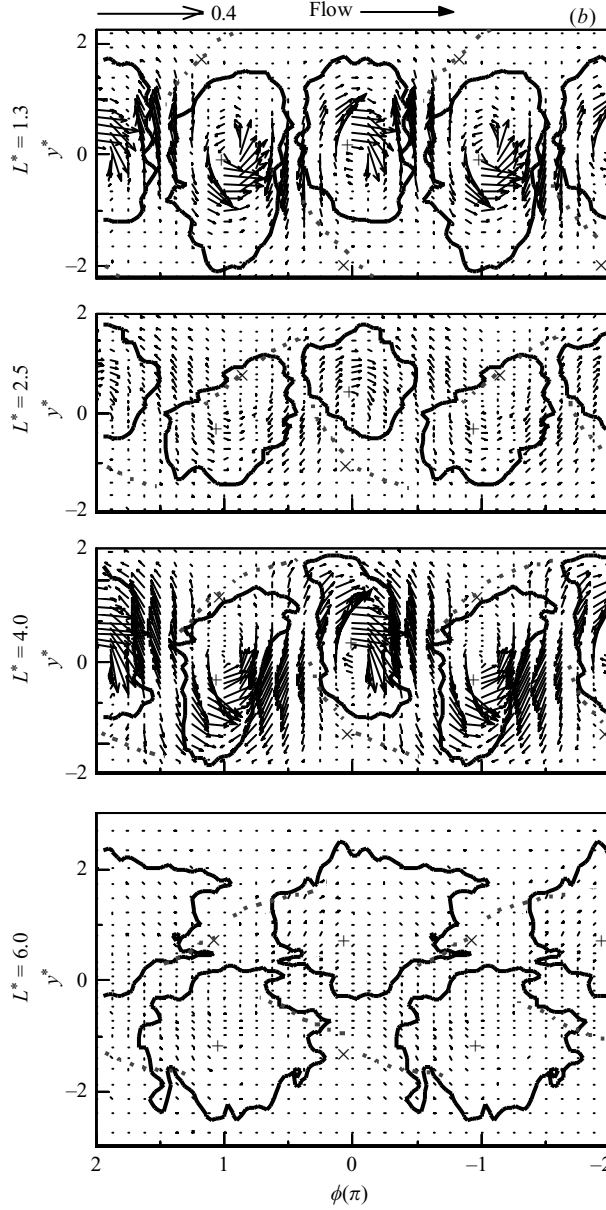 0.4 Flow (b)
2
0
−2
L* = 1.3
y*
2
0
−2
L* = 2.5
y*
2
0
−2
L* = 4.0
y*
2
0
−2
L* = 6.0
y*
2 1 0 −1 −2
ϕ(π)